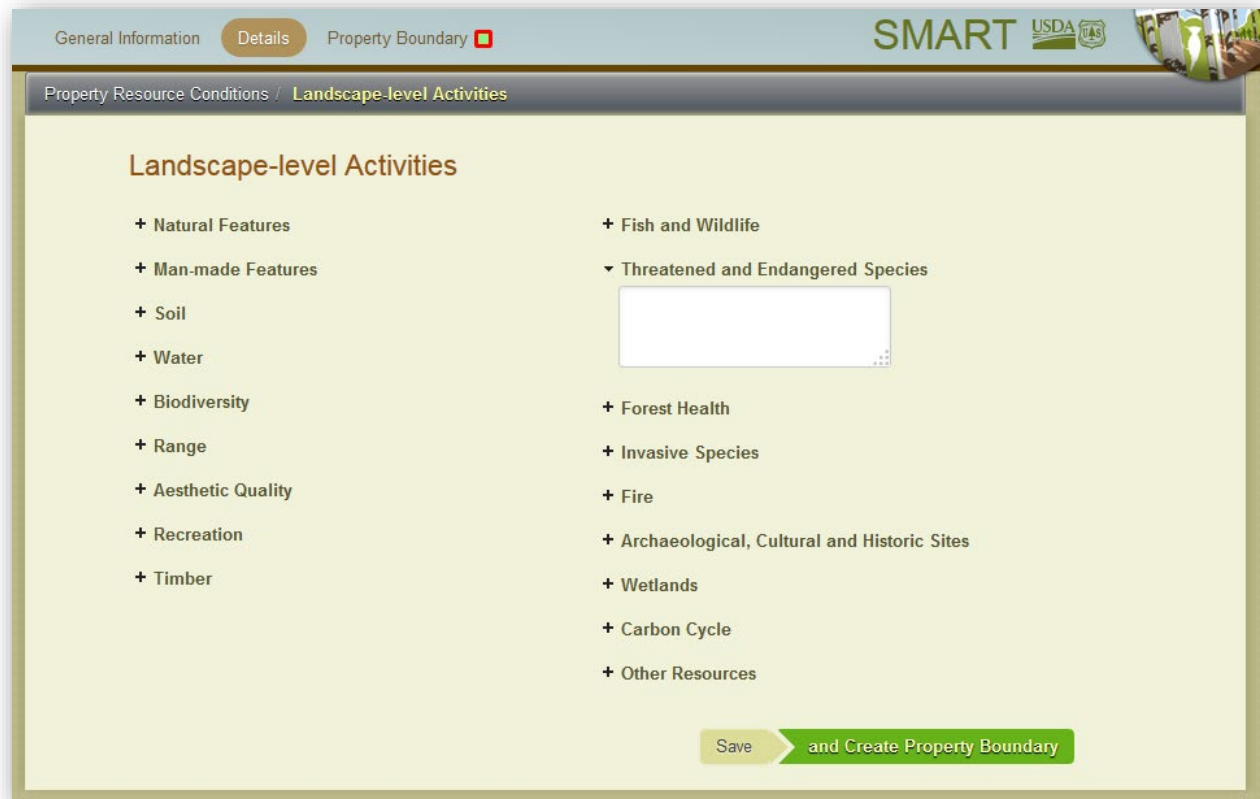 General Information Details Property Boundary SMART USDA UAS
Property Resource Conditions / Landscape-level Activities
Landscape-level Activities
+ Natural Features
+ Man-made Features
+ Soil
+ Water
+ Biodiversity
+ Range
+ Aesthetic Quality
+ Recreation
+ Timber
+ Fish and Wildlife
Threatened and Endangered Species
+ Forest Health
+ Invasive Species
+ Fire
+ Archaeological, Cultural and Historic Sites
+ Wetlands
+ Carbon Cycle
+ Other Resources
Save and Create Property Boundary